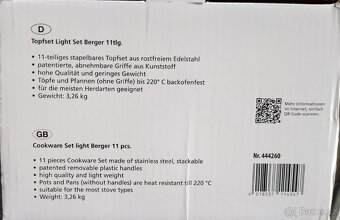 D
Topfset Light Set Berger 11tlg.
• 11-teiliges stapelbares Topfset aus rostfreiem Edelstahl
• patentierte, abnehmbare Griffe aus Kunststoff
• hohe Qualität und geringes Gewicht
• Töpfe und Pfannen (ohne Griffe) bis 220° C backofenfest
• für die meisten Herdarten geeignet
• Gewicht: 3,26 kg
Mehr Informationen
im Internet. Einfach
QR-Code scannen.
GB
Cookware Set light Berger 11 pcs.
• 11 pieces Cookware Set made of stainless steel, stackable
• patented removable plastic handles
• high quality and light weight
• Pots and Pans (without handles) are heat restistant till 220 °C
• suitable for the most stove types
• Weight: 3,26 kg
Nr. 444260